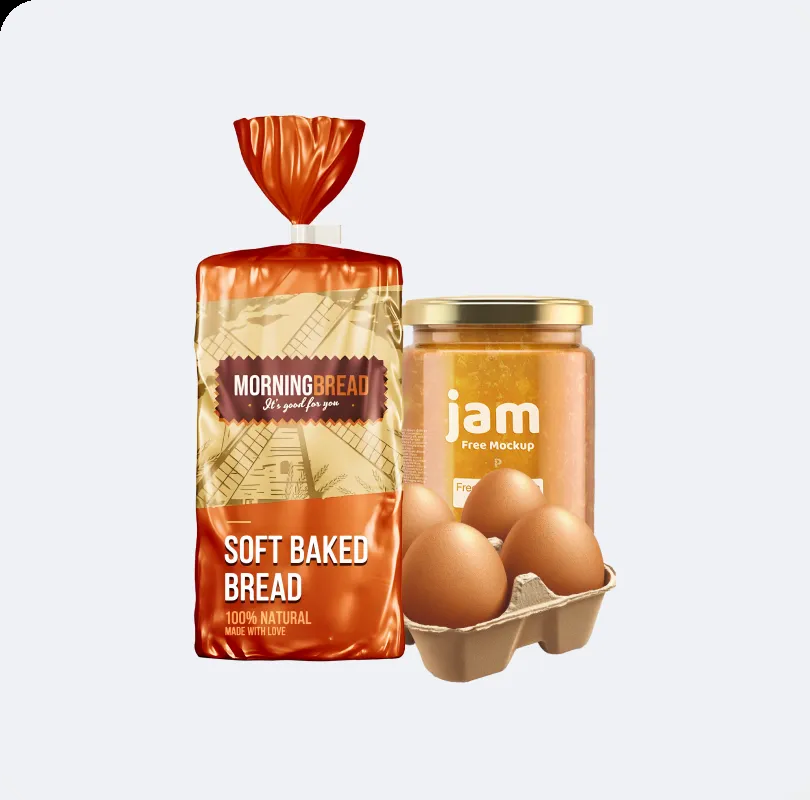 MORNINGBREAD
It's good for you
SOFT BAKED
BREAD
100% NATURAL
MADE WITH LOVE
jam
Free Mockup
P